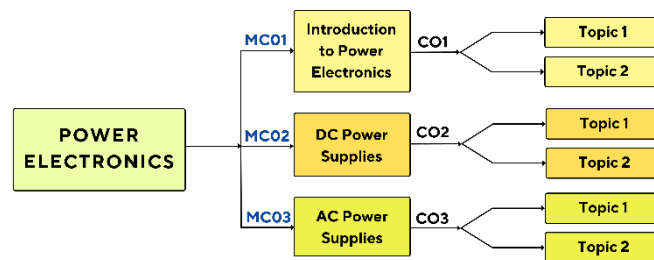 POWER
ELECTRONICS
MC01
Introduction
to Power
Electronics
CO1
Topic 1
Topic 2
MC02
DC Power
Supplies
CO2
Topic 1
Topic 2
MC03
AC Power
Supplies
CO3
Topic 1
Topic 2